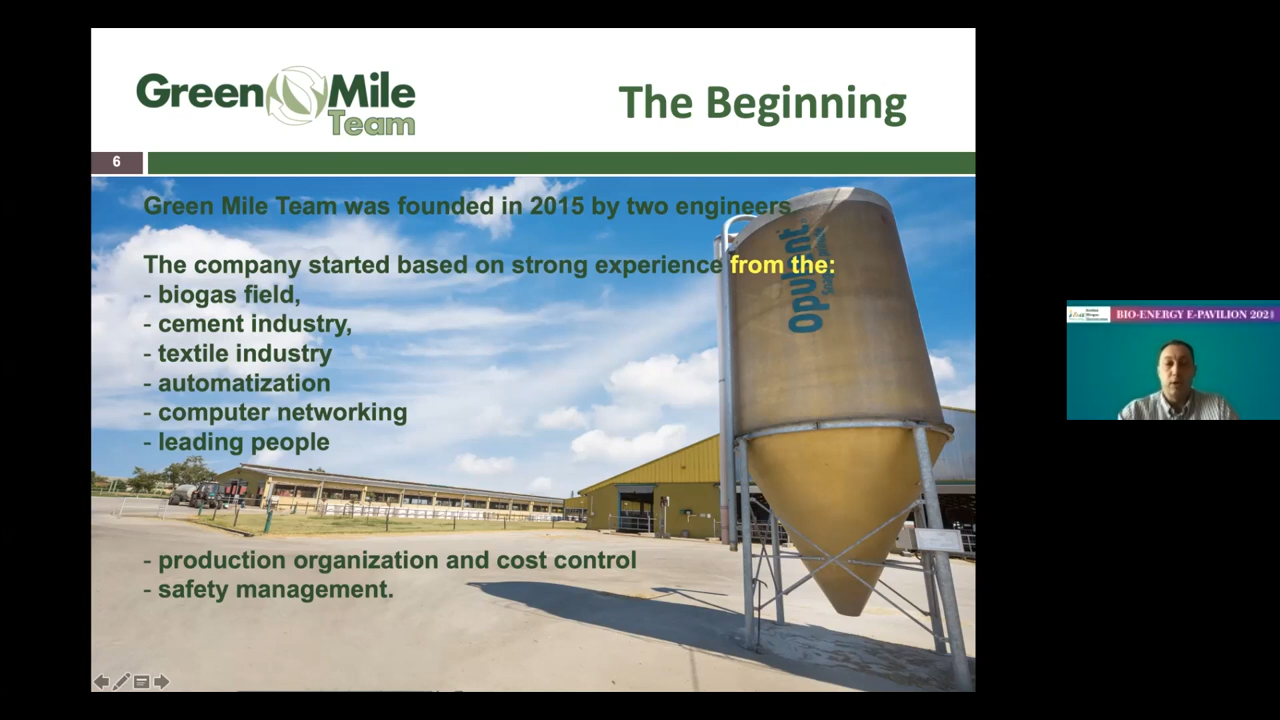 Green Mile
Team
The Beginning
6
Green Mile Team was founded in 2015 by two engineers
The company started based on strong experience from the:
- biogas field,
- cement industry,
- textile industry
- automatization
- computer networking
- leading people
- production organization and cost control
- safety management.
Opulent
BIO-ENERGY E-PAVILION 202